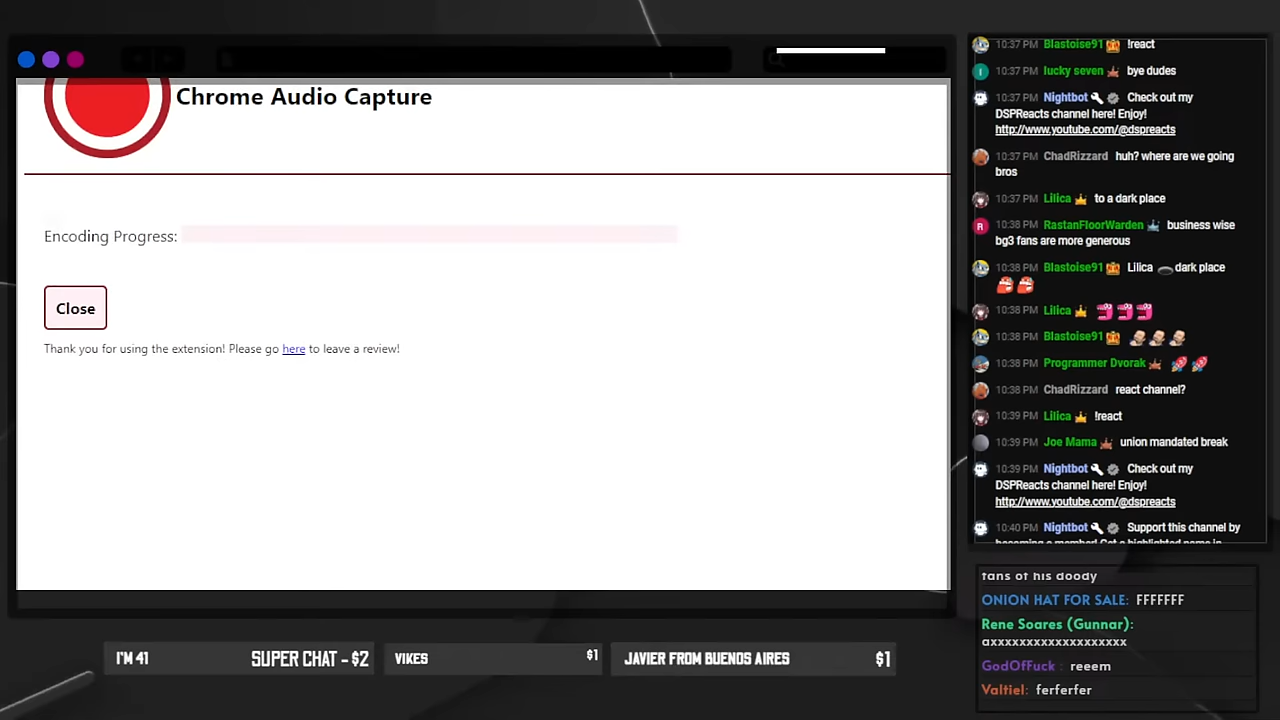 Chrome Audio Capture
Encoding Progress:
Close
Thank you for using the extension! Please go here to leave a review!
10:37 PM Blastoise91 !react
10:37 PM lucky seven bye dudes
10:37 PM Nightbot Check out my
DSPReacts channel here! Enjoy!
http://www.youtube.com/@dspreacts
10:37 PM ChadRizzard huh? where are we going
bros
10:37 PM Lilica to a dark place
10:38 PM RastanFloorWarden business wise
bg3 fans are more generous
10:38 PM Blastoise91 Lilica dark place
10:38 PM Lilica
10:38 PM Blastoise91
10:38 PM Programmer Dvorak
10:38 PM ChadRizzard react channel?
10:39 PM Lilica !react
10:39 PM Joe Mama union mandated break
10:39 PM Nightbot Check out my
DSPReacts channel here! Enjoy!
http://www.youtube.com/@dspreacts
10:40 PM Nightbot Support this channel by
becoming a member! Get a highlighted name in
fans of his doody
ONION HAT FOR SALE: FFFFFFF
Rene Soares (Gunnar):
axxxxxxxxxxxxxxxxxxx
GodOfFuck : reeem
Valtiel: ferferfer
I'M 41 SUPER CHAT - $2
VIKES $1
JAVIER FROM BUENOS AIRES $1